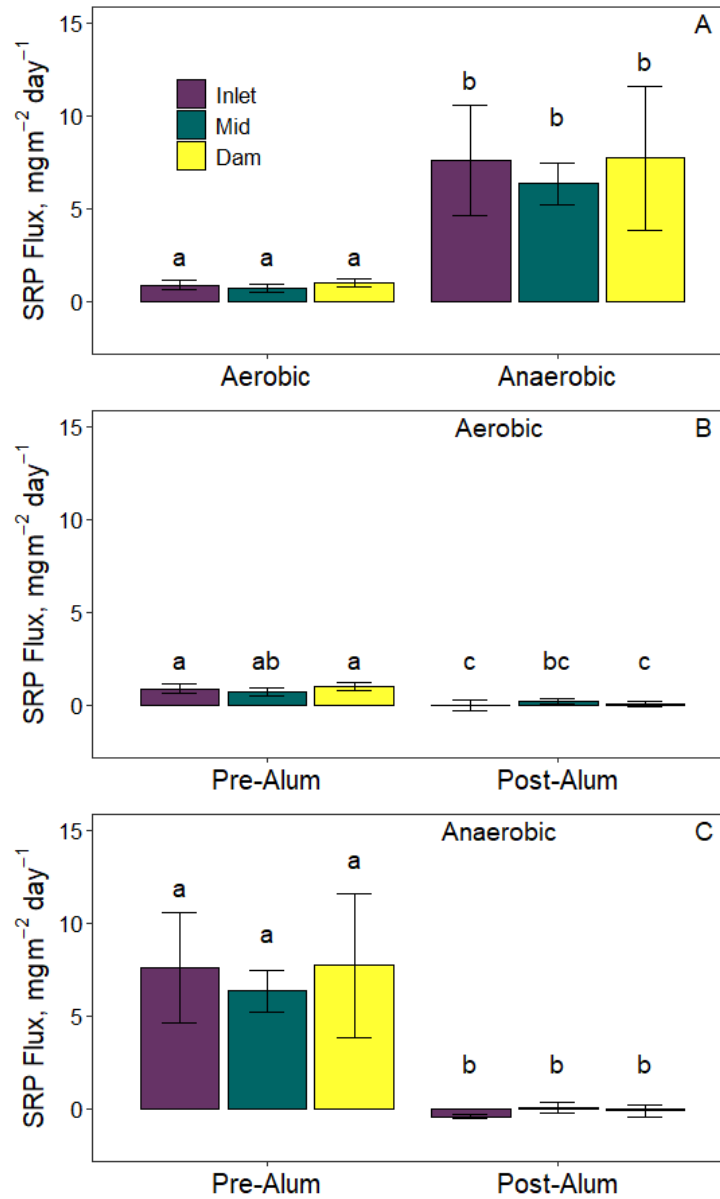 A
15
10
5
0
SRP Flux, mgm⁻² day⁻¹
Inlet
Mid
Dam
a a a b b b
Aerobic Anaerobic
Aerobic B
15
10
5
0
SRP Flux, mgm⁻² day⁻¹
a ab a c bc c
Pre-Alum Post-Alum
Anaerobic C
15
10
5
0
SRP Flux, mgm⁻² day⁻¹
a a a b b b
Pre-Alum Post-Alum